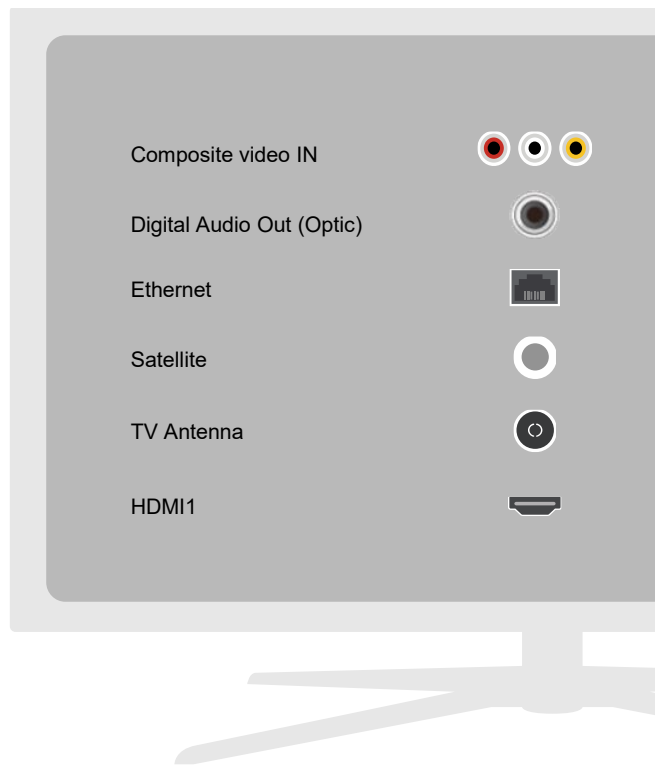 Composite video IN
Digital Audio Out (Optic)
Ethernet
Satellite
TV Antenna
HDMI1